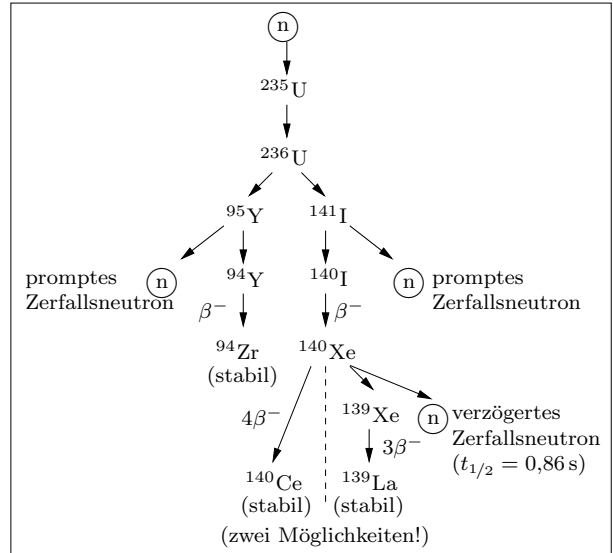 n
²³⁵U
²³⁶U
⁹⁵Y
¹⁴¹I
promptes
Zerfallsneutron
n
⁹⁴Y
¹⁴⁰I
n
promptes
Zerfallsneutron
β⁻
β⁻
⁹⁴Zr
(stabil)
¹⁴⁰Xe
4β⁻
¹³⁹Xe
n
verzögertes
Zerfallsneutron
(t₁/₂ = 0,86 s)
3β⁻
¹⁴⁰Ce
(stabil)
¹³⁹La
(stabil)
(zwei Möglichkeiten!)